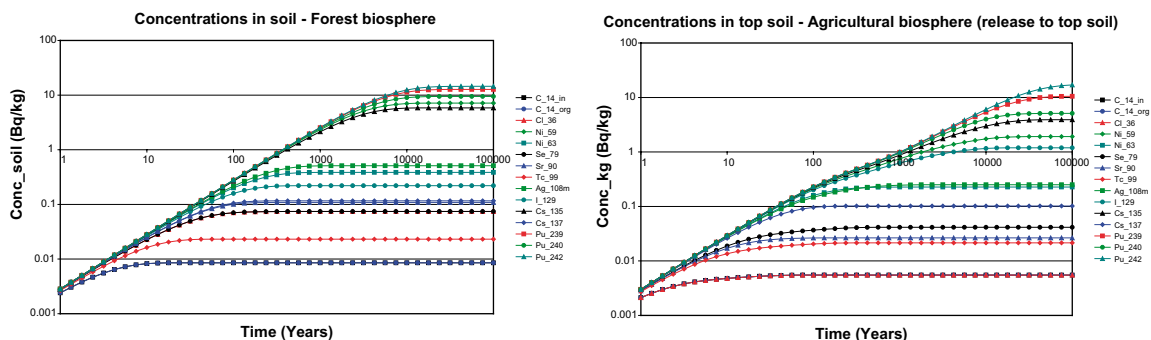 Concentrations in soil - Forest biosphere
Conc_soil (Bq/kg)
100
10
1
0.1
0.01
0.001
1
10
100
1000
10000
100000
Time (Years)
C_14_in
C_14_org
Cl_36
Ni_59
Ni_63
Se_79
Sr_90
Tc_99
Ag_108m
I_129
Cs_135
Cs_137
Pu_239
Pu_240
Pu_242
Concentrations in top soil - Agricultural biosphere (release to top soil)
Conc_kg (Bq/kg)
100
10
1
0.1
0.01
0.001
1
10
100
1000
10000
100000
Time (Years)
C_14_in
C_14_org
Cl_36
Ni_59
Ni_63
Se_79
Sr_90
Tc_99
Ag_108m
I_129
Cs_135
Cs_137
Pu_239
Pu_240
Pu_242